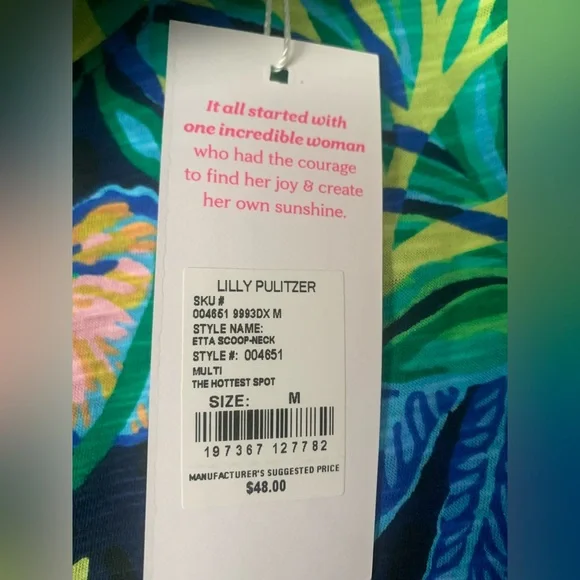 It all started with
one incredible woman
who had the courage
to find her joy & create
her own sunshine.
LILLY PULITZER
SKU #
004651 9993DX M
STYLE NAME:
ETTA SCOOP-NECK
STYLE #: 004651
MULTI
THE HOTTEST SPOT
SIZE: M
197367 127782
MANUFACTURER'S SUGGESTED PRICE
$48.00